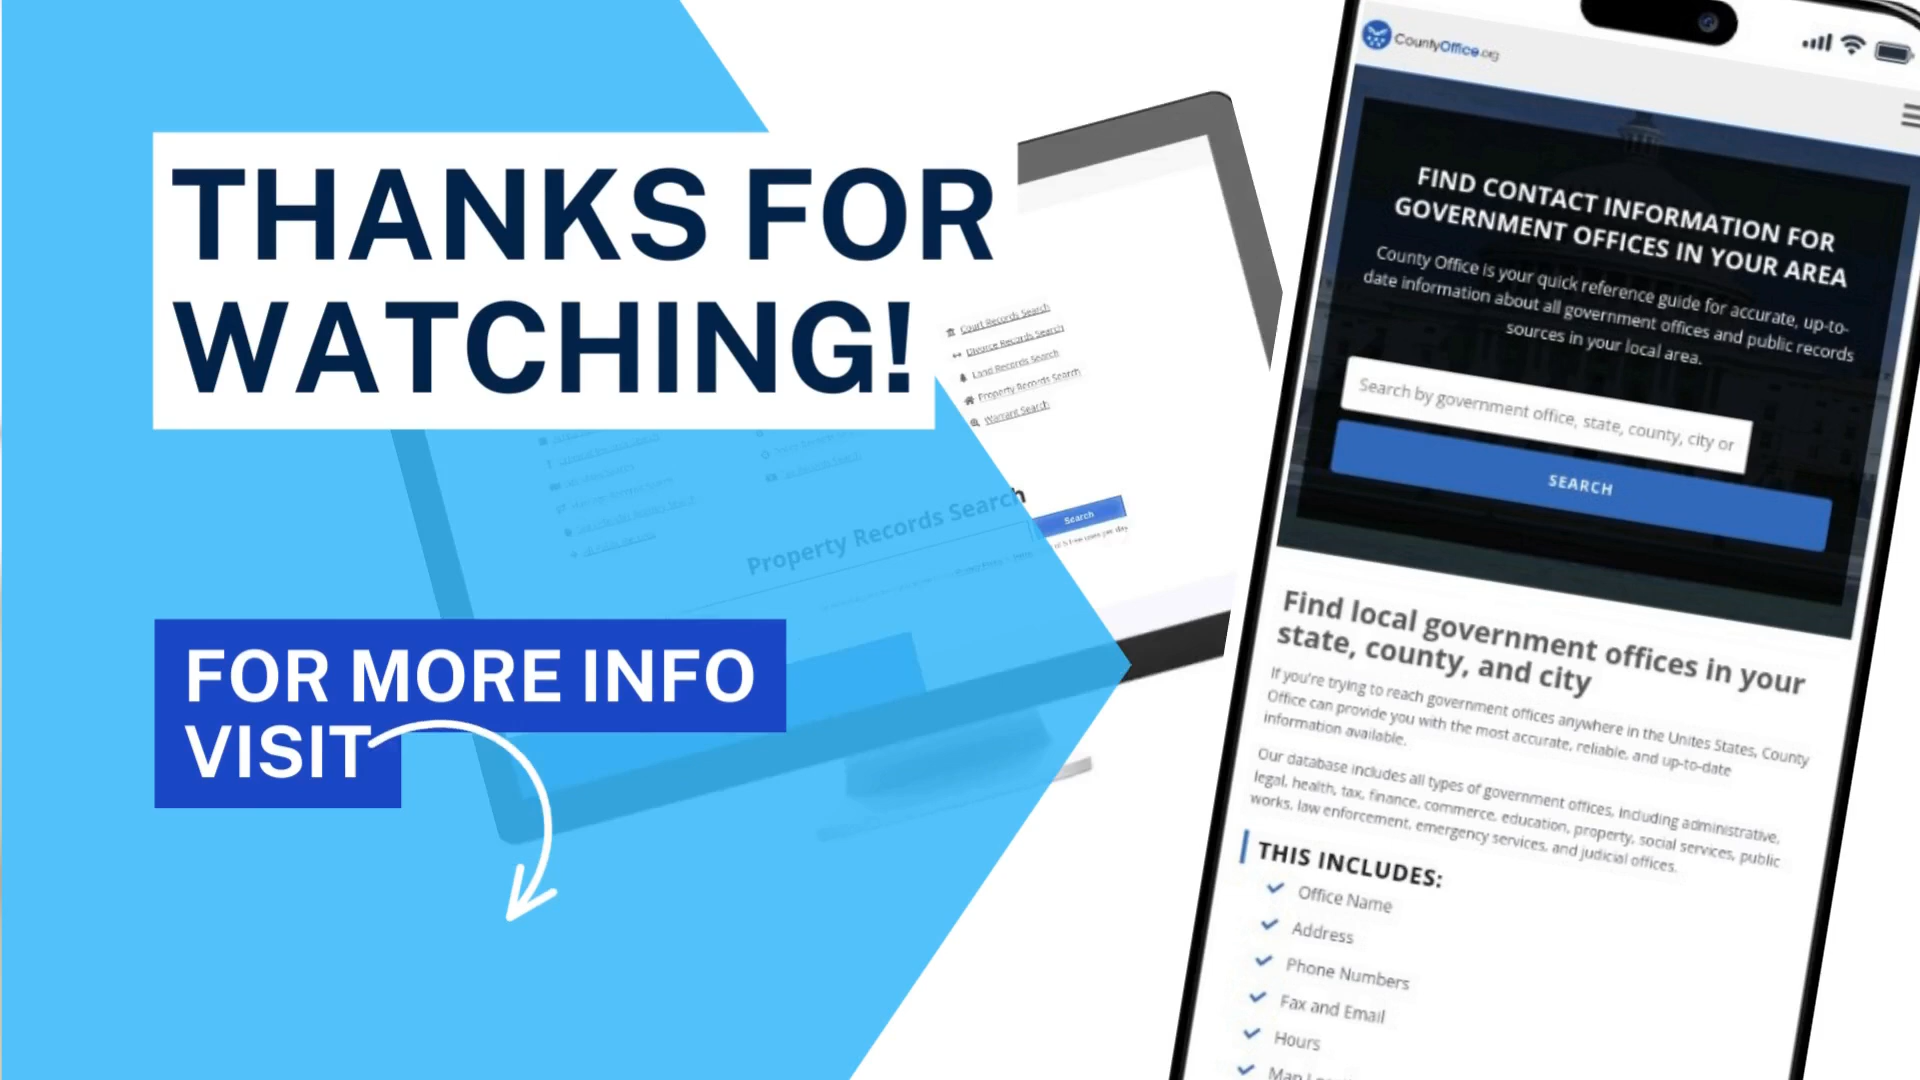 THANKS FOR
WATCHING!
FOR MORE INFO
VISIT
Court Records Search
Divorce Records Search
Land Records Search
Property Records Search
Warrant Search
Property Records Search
Search
of 5 free uses per day
CountyOffice.org
FIND CONTACT INFORMATION FOR
GOVERNMENT OFFICES IN YOUR AREA
County Office is your quick reference guide for accurate, up-to-
date information about all government offices and public records
sources in your local area.
Search by government office, state, county, city or
SEARCH
Find local government offices in your
state, county, and city
If you're trying to reach government offices anywhere in the Unites States, County
Office can provide you with the most accurate, reliable, and up-to-date
information available.
Our database includes all types of government offices, including administrative,
legal, health, tax, finance, commerce, education, property, social services, public
works, law enforcement, emergency services, and judicial offices.
THIS INCLUDES:
Office Name
Address
Phone Numbers
Fax and Email
Hours
Map